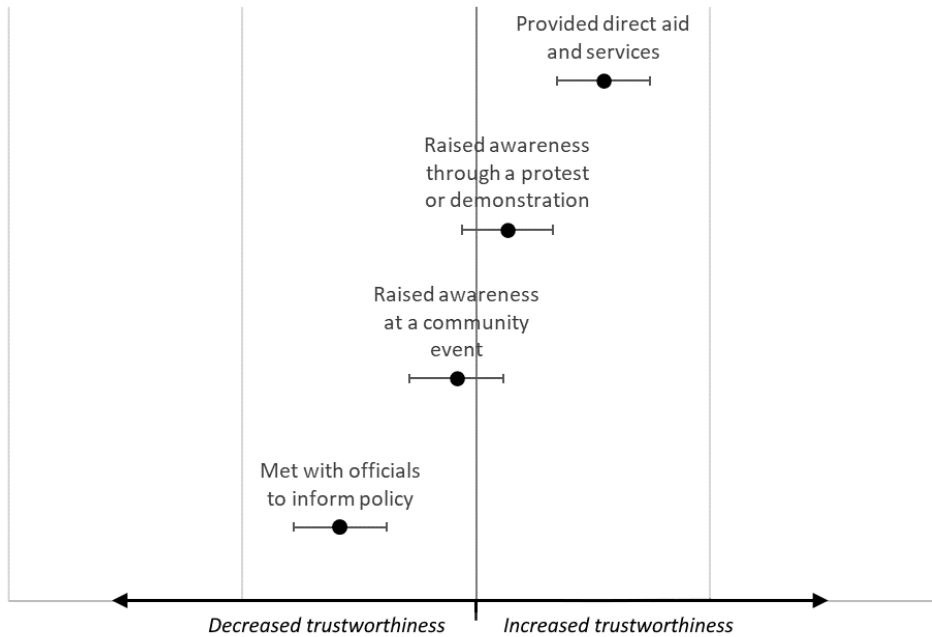 Provided direct aid
and services
Raised awareness
through a protest
or demonstration
Raised awareness
at a community
event
Met with officials
to inform policy
Decreased trustworthiness
Increased trustworthiness